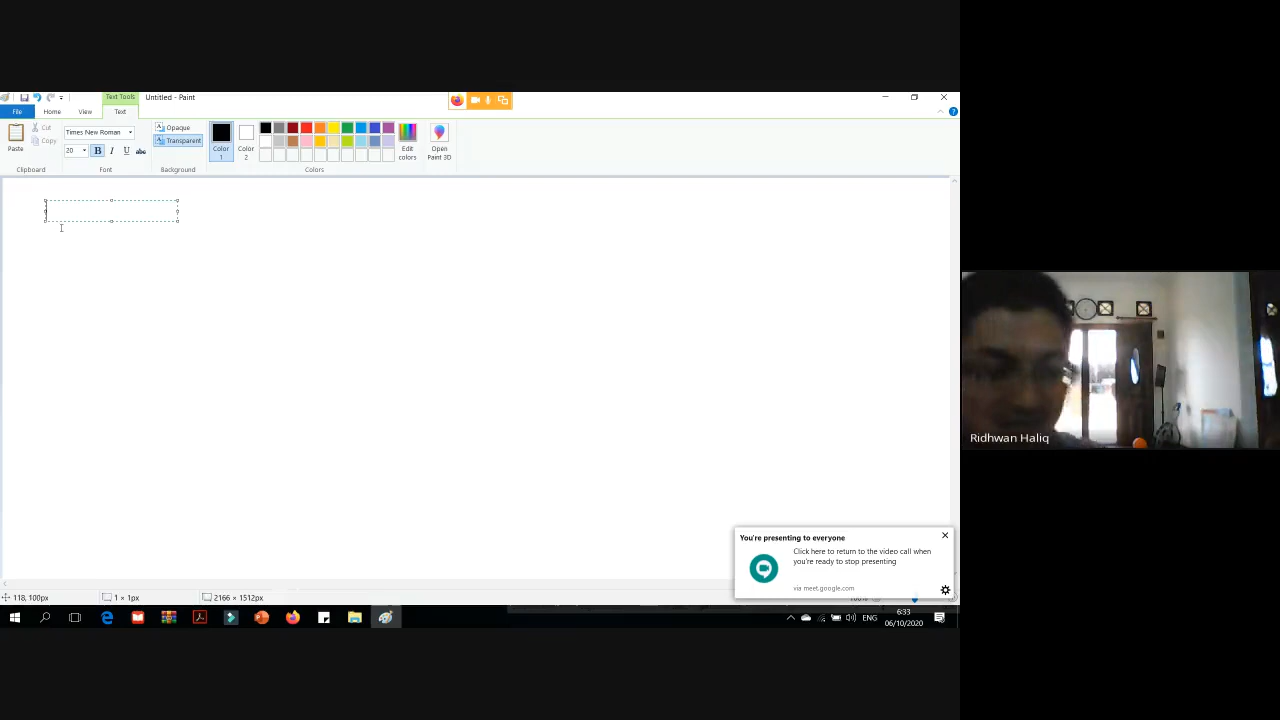 Text Tools Untitled - Paint
File Home View Text
Paste Cut Copy
Times New Roman
20 B I U abc
Opaque
Transparent
Color 1 Color 2
Edit colors
Open Paint 3D
Clipboard Font Background Colors
Ridhwan Haliq
You're presenting to everyone
Click here to return to the video call when
you're ready to stop presenting
via meet.google.com
118, 100px 1 × 1px 2166 × 1512px
ENG 6:33
06/10/2020